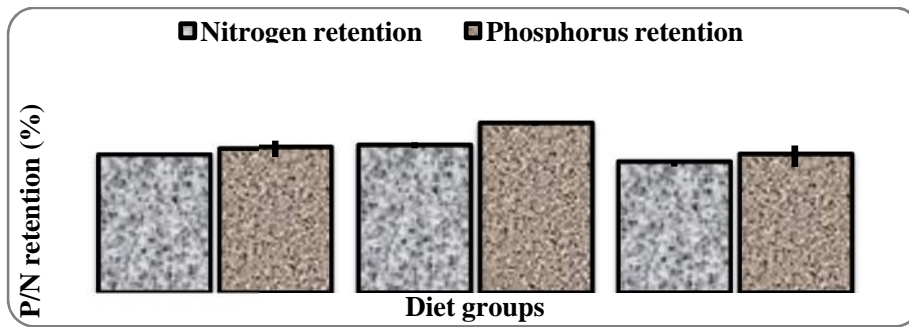 Nitrogen retention Phosphorus retention
P/N retention (%)
Diet groups